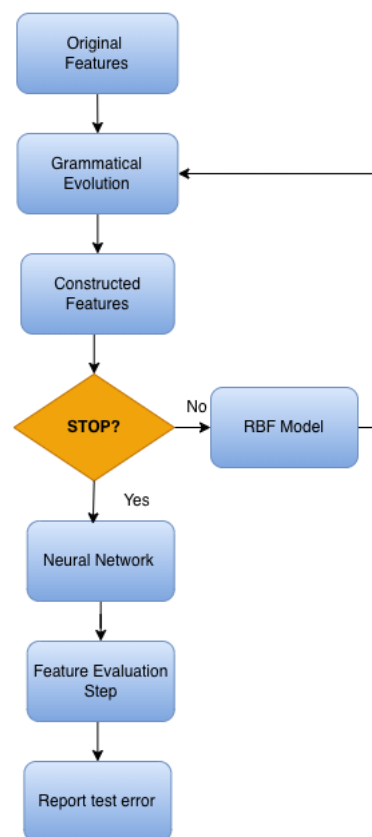 Original
Features
Grammatical
Evolution
Constructed
Features
STOP?
No
RBF Model
Yes
Neural Network
Feature Evaluation
Step
Report test error